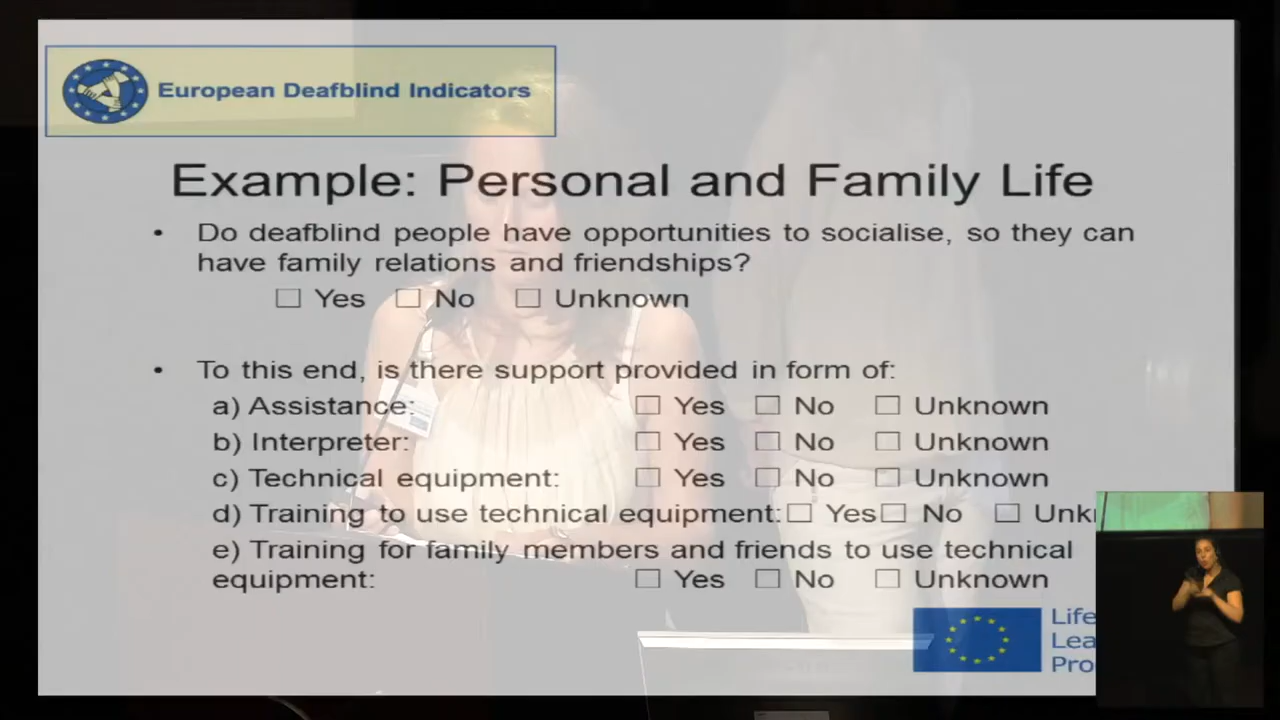 European Deafblind Indicators
Example: Personal and Family Life
• Do deafblind people have opportunities to socialise, so they can
have family relations and friendships?
☐ Yes ☐ No ☐ Unknown
• To this end, is there support provided in form of:
a) Assistance: ☐ Yes ☐ No ☐ Unknown
b) Interpreter: ☐ Yes ☐ No ☐ Unknown
c) Technical equipment: ☐ Yes ☐ No ☐ Unknown
d) Training to use technical equipment: ☐ Yes ☐ No ☐ Unk
e) Training for family members and friends to use technical
equipment: ☐ Yes ☐ No ☐ Unknown
Life
Lea
Pro